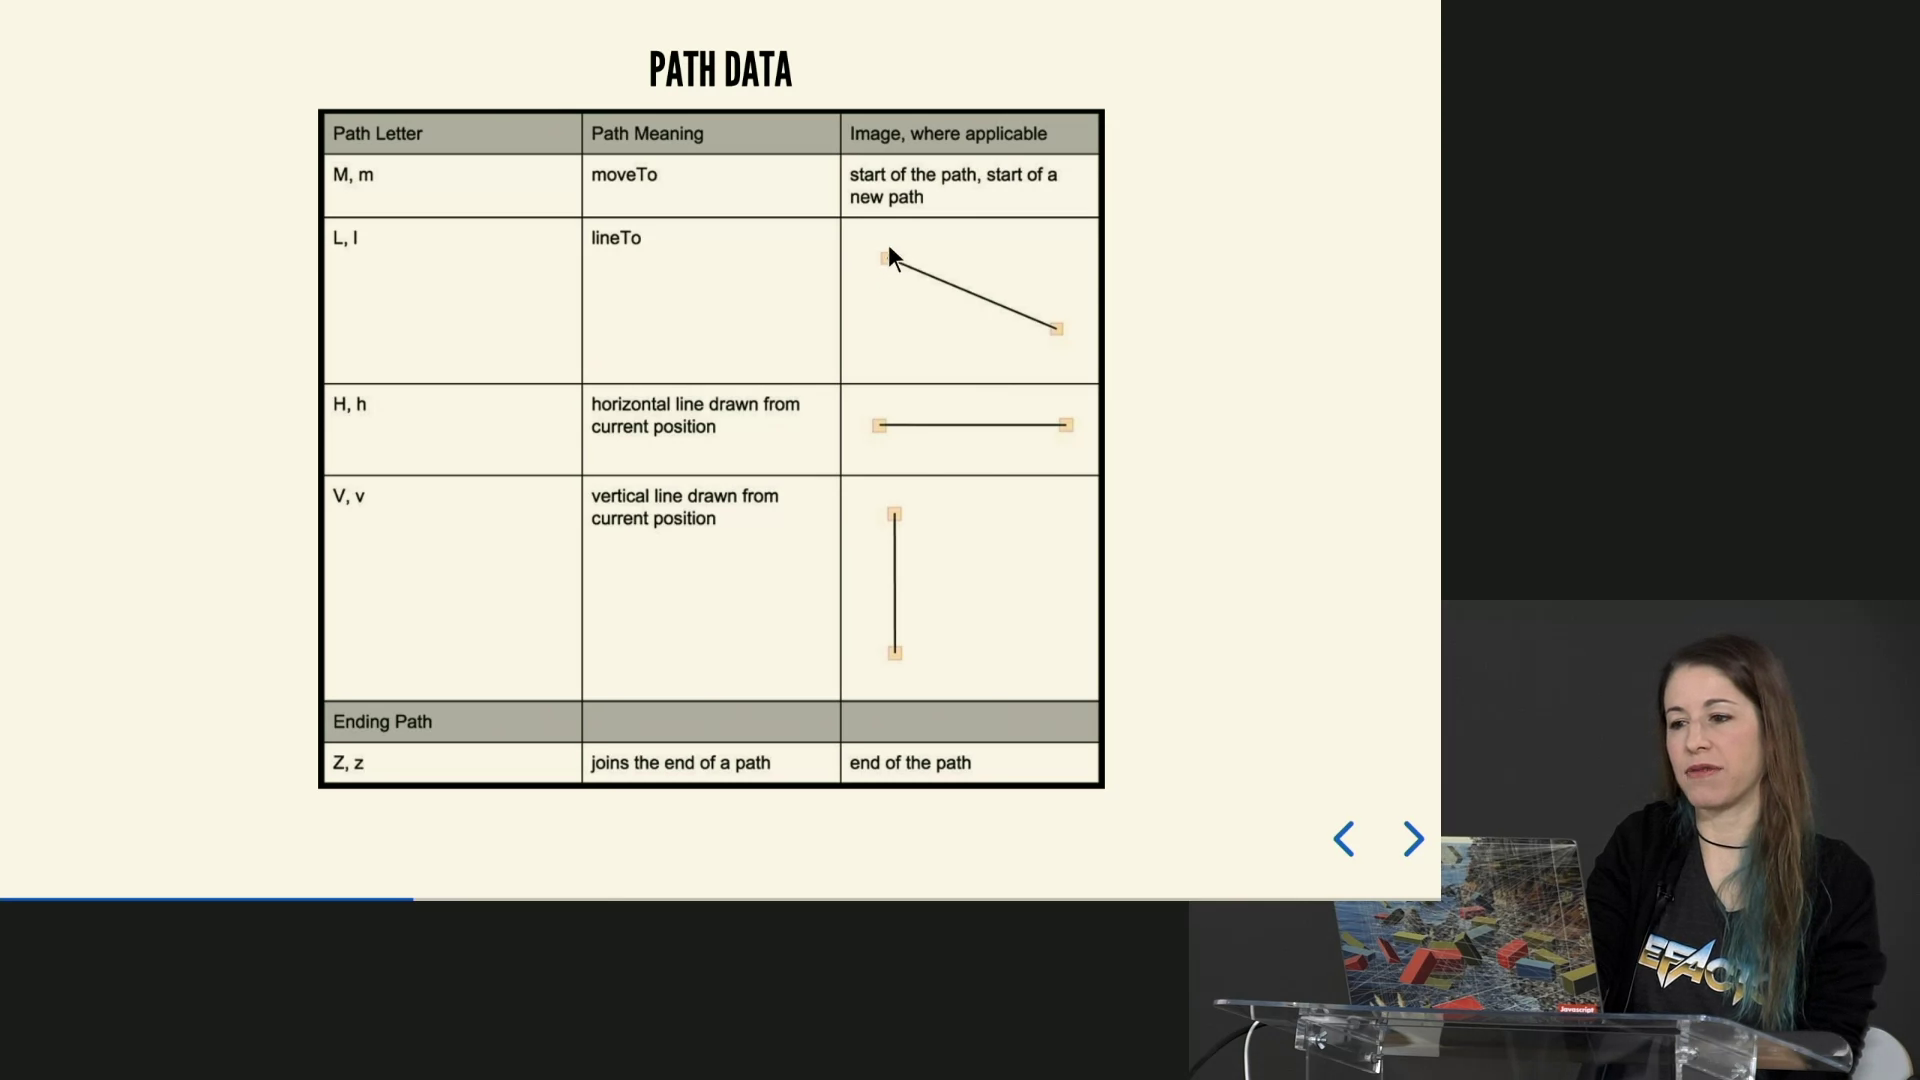 PATH DATA
Path Letter
Path Meaning
Image, where applicable
M, m
moveTo
start of the path, start of a
new path
L, l
lineTo
H, h
horizontal line drawn from
current position
V, v
vertical line drawn from
current position
Ending Path
Z, z
joins the end of a path
end of the path
EFACT
Javascript